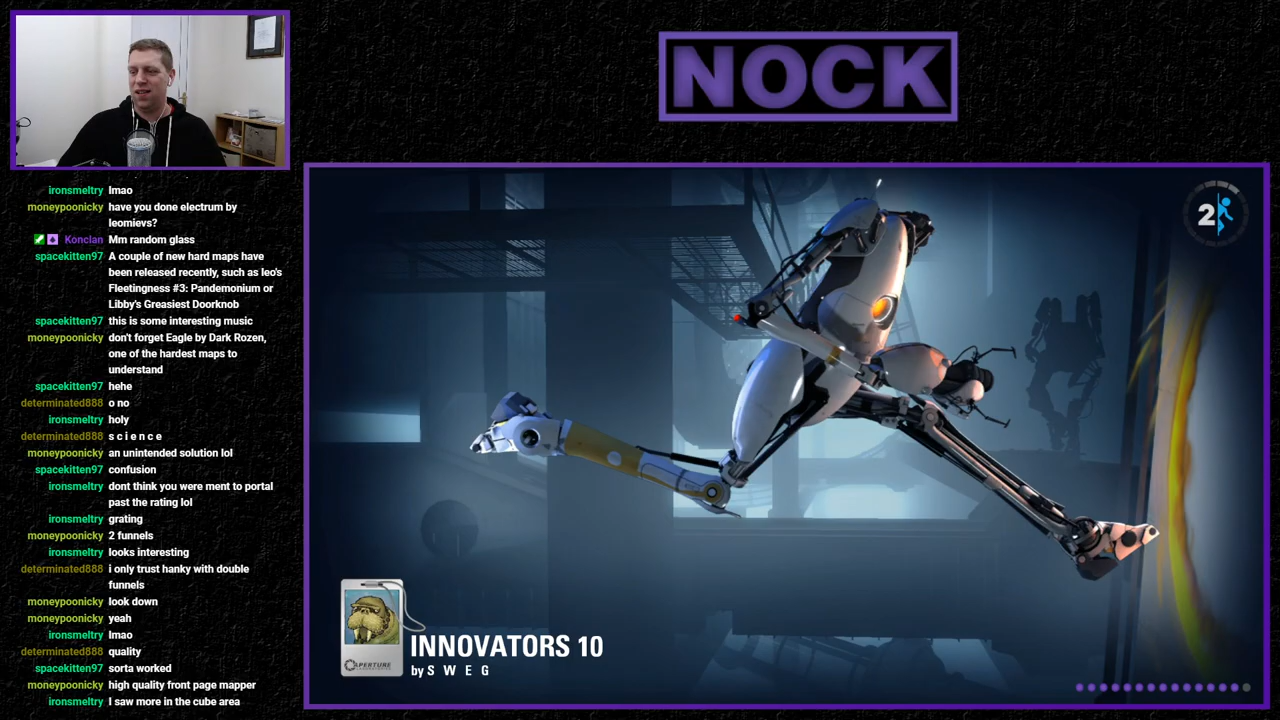 NOCK
ironsmeltry lmao
moneypoonicky have you done electrum by
leomievs?
Konclan Mm random glass
spacekitten97 A couple of new hard maps have
been released recently, such as leo's
Fleetingness #3: Pandemonium or
Libby's Greasiest Doorknob
spacekitten97 this is some interesting music
moneypoonicky don't forget Eagle by Dark Rozen,
one of the hardest maps to
understand
spacekitten97 hehe
determinated888 o no
ironsmeltry holy
determinated888 s c i e n c e
moneypoonicky an unintended solution lol
spacekitten97 confusion
ironsmeltry dont think you were ment to portal
past the rating lol
ironsmeltry grating
moneypoonicky 2 funnels
ironsmeltry looks interesting
determinated888 i only trust hanky with double
funnels
moneypoonicky look down
moneypoonicky yeah
ironsmeltry lmao
determinated888 quality
spacekitten97 sorta worked
moneypoonicky high quality front page mapper
ironsmeltry I saw more in the cube area
2
APERTURE
INNOVATORS 10
by S W E G